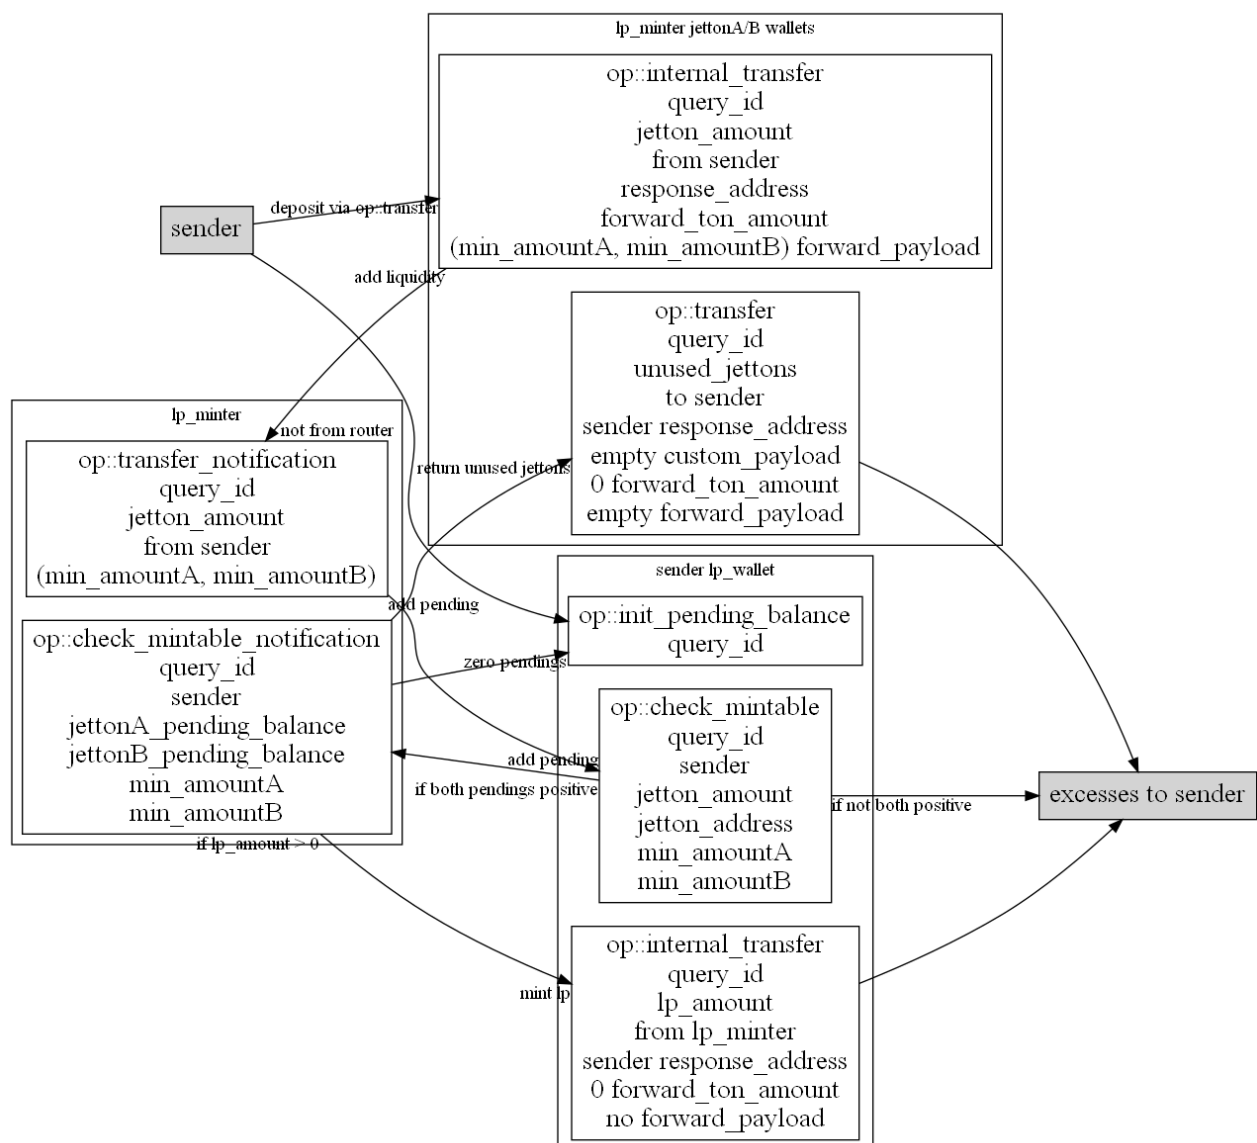 lp_minter jettonA/B wallets
op::internal_transfer
query_id
jetton_amount
from sender
response_address
forward_ton_amount
(min_amountA, min_amountB) forward_payload
sender
deposit via op::transfer
add liquidity
op::transfer
query_id
unused_jettons
to sender
sender response_address
empty custom_payload
0 forward_ton_amount
empty forward_payload
return unused jettons
lp_minter
not from router
op::transfer_notification
query_id
jetton_amount
from sender
(min_amountA, min_amountB)
add pending
op::check_mintable_notification
query_id
sender
jettonA_pending_balance
jettonB_pending_balance
min_amountA
min_amountB
if lp_amount > 0
zero pendings
sender lp_wallet
op::init_pending_balance
query_id
add pending
if both pendings positive
op::check_mintable
query_id
sender
jetton_amount
jetton_address
min_amountA
min_amountB
if not both positive
excesses to sender
mint lp
op::internal_transfer
query_id
lp_amount
from lp_minter
sender response_address
0 forward_ton_amount
no forward_payload